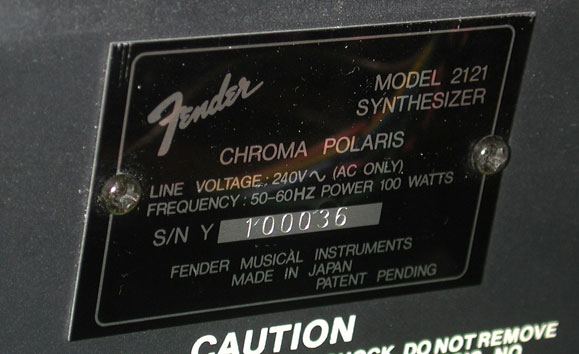 Fender
MODEL 2121
SYNTHESIZER
CHROMA POLARIS
LINE VOLTAGE : 240V ∿ (AC ONLY)
FREQUENCY : 50-60HZ POWER 100 WATTS
S/N Y 100036
FENDER MUSICAL INSTRUMENTS
MADE IN JAPAN
PATENT PENDING
CAUTION
SHOCK, DO NOT REMOVE